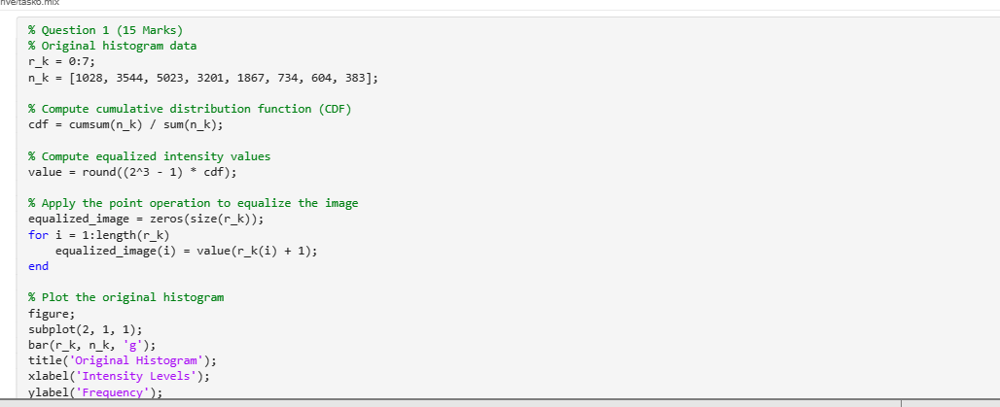 % Question 1 (15 Marks)
% Original histogram data
r_k = 0:7;
n_k = [1028, 3544, 5023, 3201, 1867, 734, 604, 383];
% Compute cumulative distribution function (CDF)
cdf = cumsum(n_k) / sum(n_k);
% Compute equalized intensity values
value = round((2^3 - 1) * cdf);
% Apply the point operation to equalize the image
equalized_image = zeros(size(r_k));
for i = 1:length(r_k)
    equalized_image(i) = value(r_k(i) + 1);
end
% Plot the original histogram
figure;
subplot(2, 1, 1);
bar(r_k, n_k, 'g');
title('Original Histogram');
xlabel('Intensity Levels');
ylabel('Frequency');